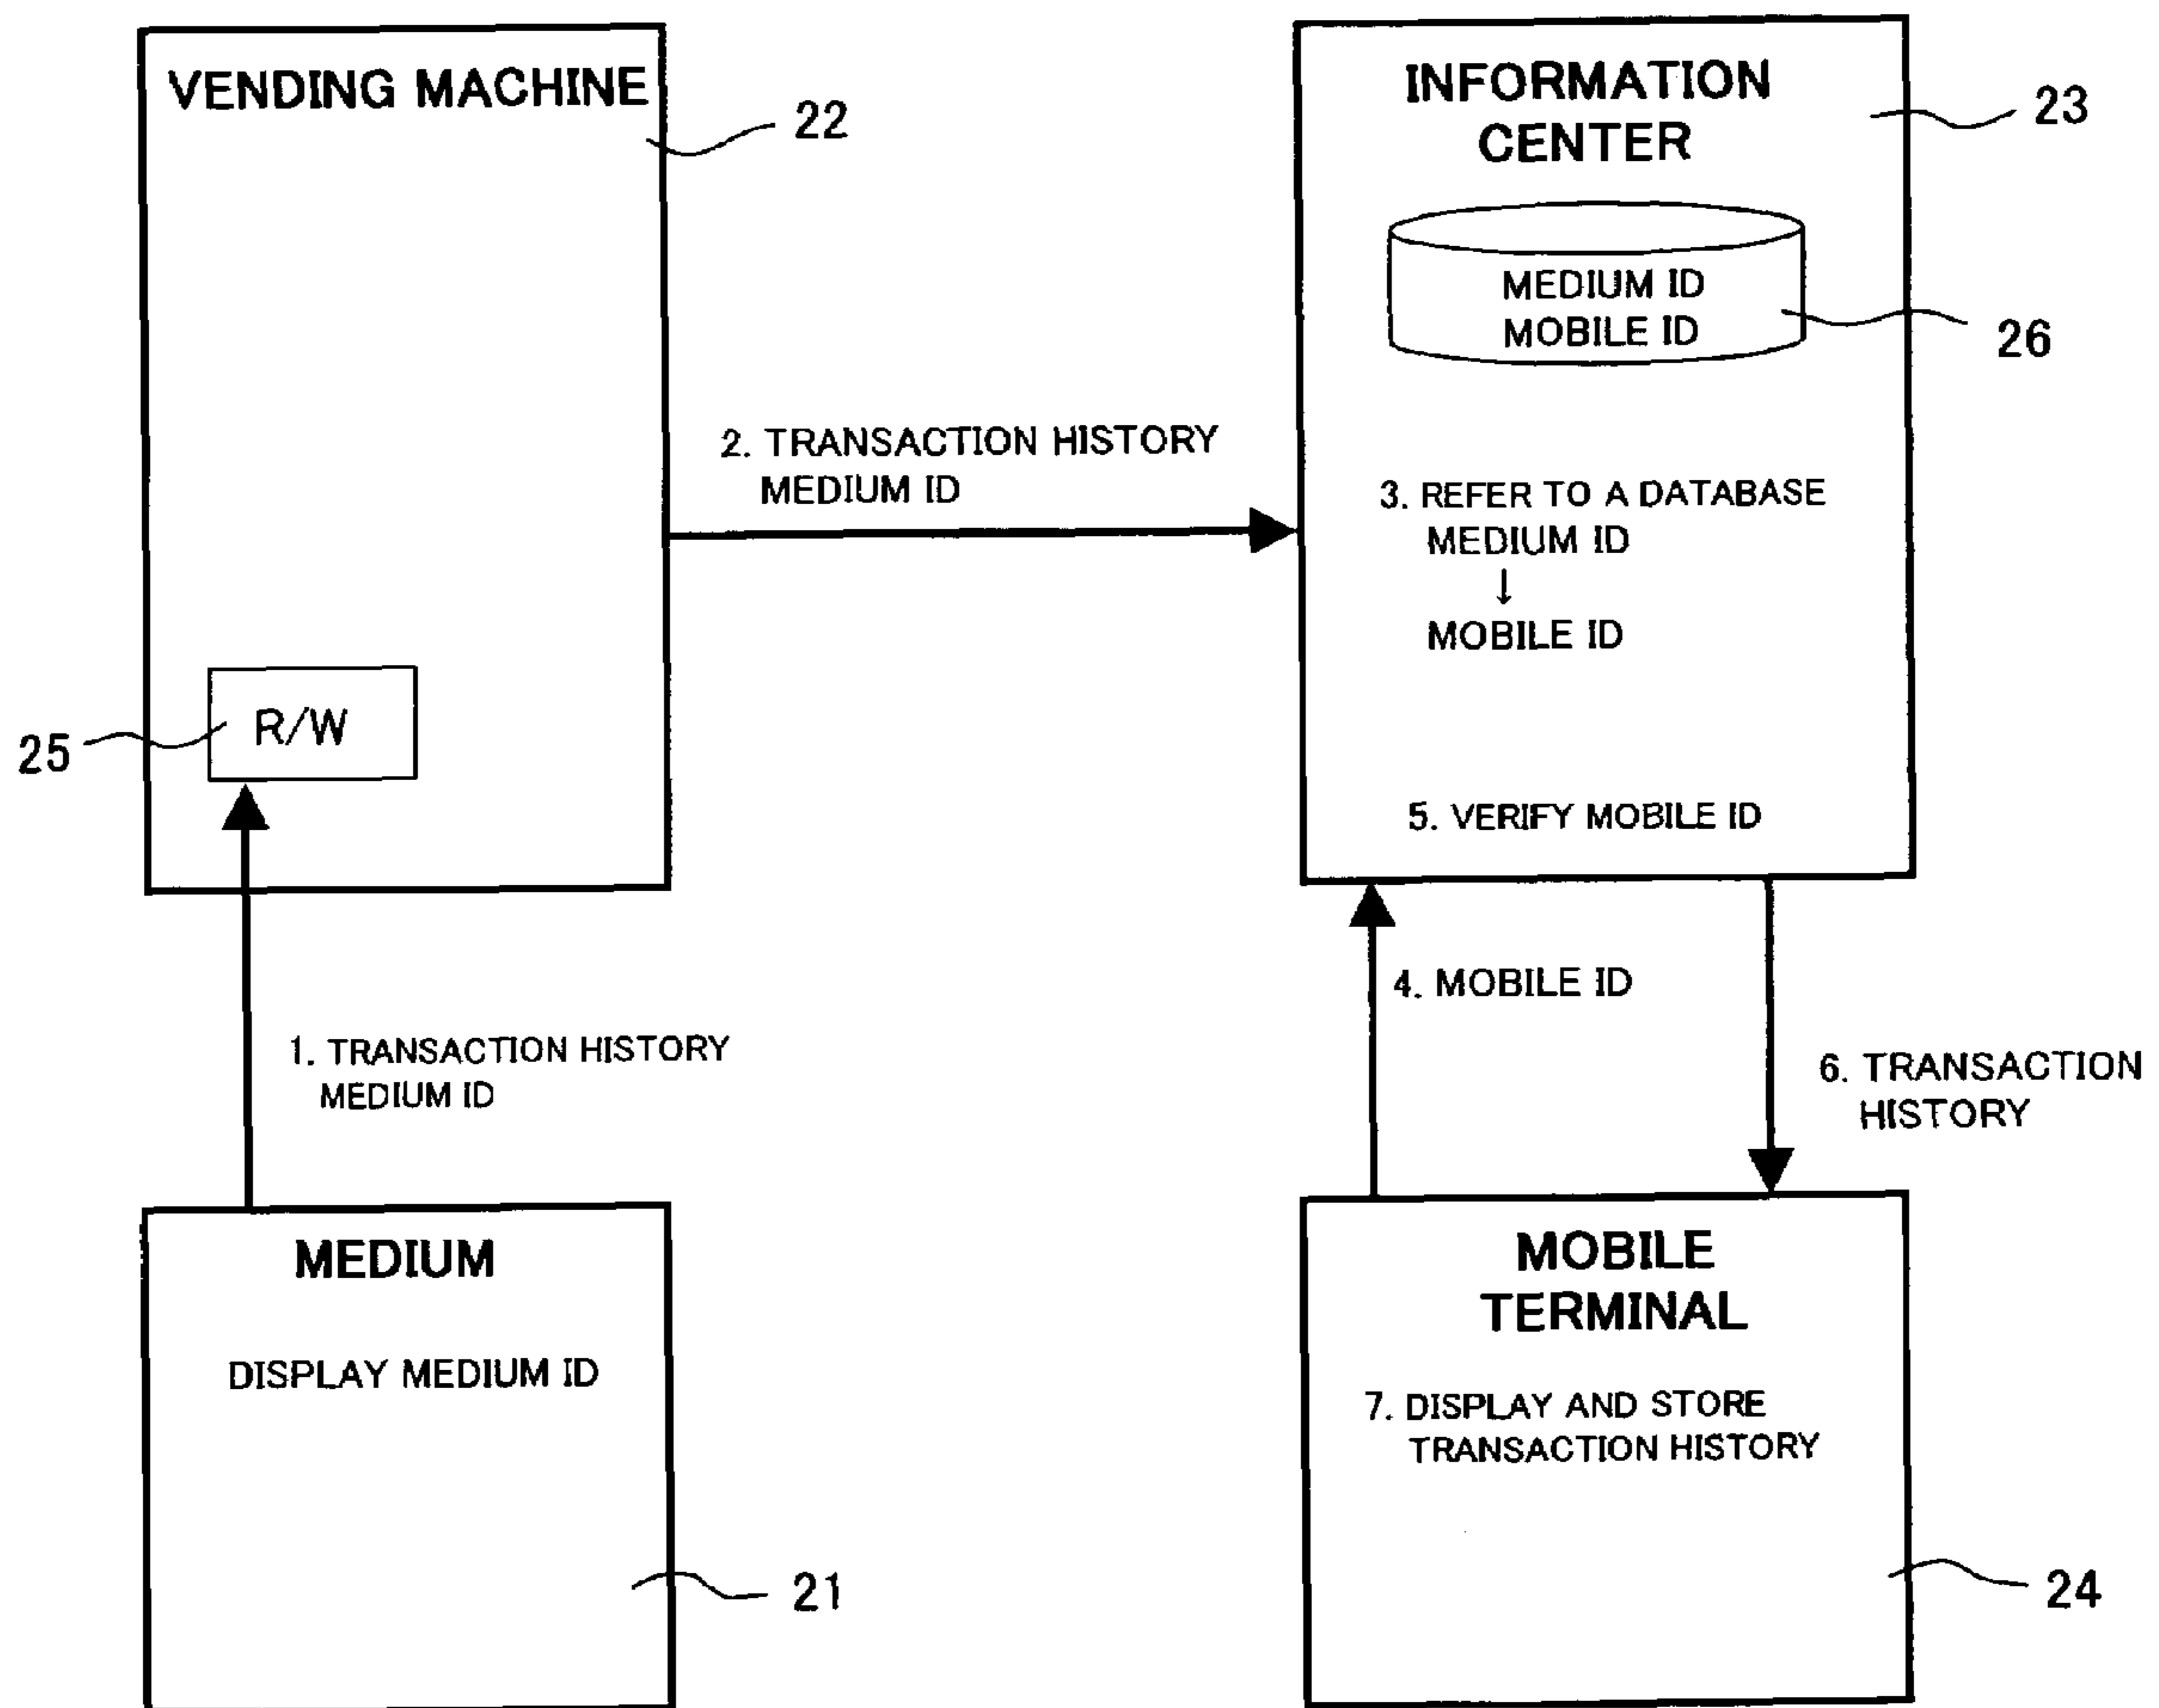 VENDING MACHINE
22
R/W
25
1. TRANSACTION HISTORY
MEDIUM ID
MEDIUM
DISPLAY MEDIUM ID
21
2. TRANSACTION HISTORY
MEDIUM ID
INFORMATION
CENTER
23
MEDIUM ID
MOBILE ID
26
3. REFER TO A DATABASE
MEDIUM ID
↓
MOBILE ID
5. VERIFY MOBILE ID
4. MOBILE ID
6. TRANSACTION
HISTORY
MOBILE
TERMINAL
7. DISPLAY AND STORE
TRANSACTION HISTORY
24